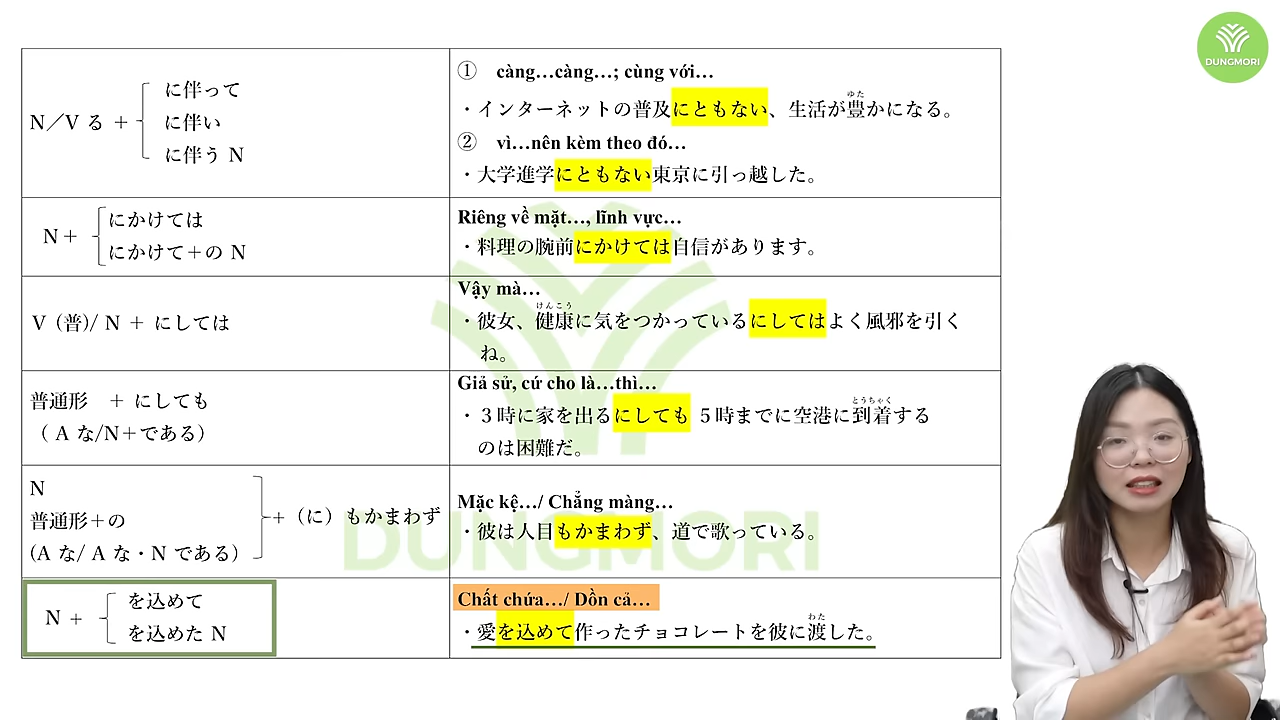 DUNGMORI
N/V る + に伴って
に伴い
に伴う N
① càng…càng…; cùng với…
ゆた
・インターネットの普及にともない、生活が豊かになる。
② vì…nên kèm theo đó…
・大学進学にともない東京に引っ越した。
N+ にかけては
にかけて+の N
Riêng về mặt…, lĩnh vực…
・料理の腕前にかけては自信があります。
V (普)/ N + にしては
Vậy mà…
けんこう
・彼女、健康に気をつかっているにしてはよく風邪を引く
ね。
普通形 + にしても
（A な/N+である）
Giả sử, cứ cho là…thì…
とうちゃく
・３時に家を出るにしても ５時までに空港に到着する
のは困難だ。
N
普通形+の
(A な/ A な・N である) +（に）もかまわず
Mặc kệ…/ Chẳng màng…
・彼は人目もかまわず、道で歌っている。
N + を込めて
を込めた N
Chất chứa…/ Dồn cả…
わた
・愛を込めて作ったチョコレートを彼に渡した。
DUNGMORI